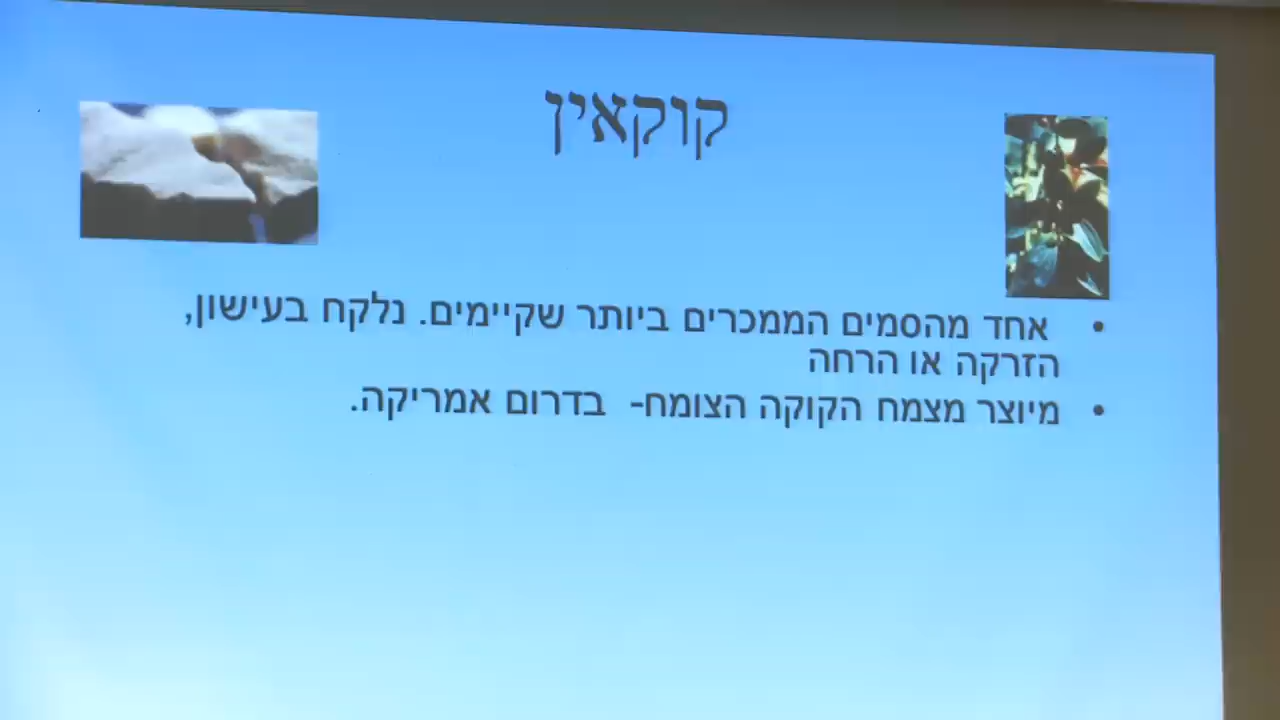 קוקאין
• אחד מהסמים הממכרים ביותר שקיימים. נלקח בעישון,
הזרקה או הרחה
• מיוצר מצמח הקוקה הצומח- בדרום אמריקה.